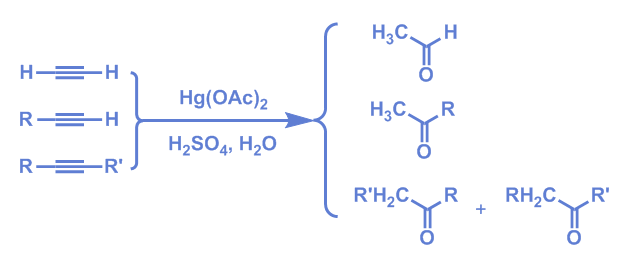 H H
R H
R R'
Hg(OAc)2
H2SO4, H2O
H3C H
O
H3C R
O
R'H2C R + RH2C R'
O O